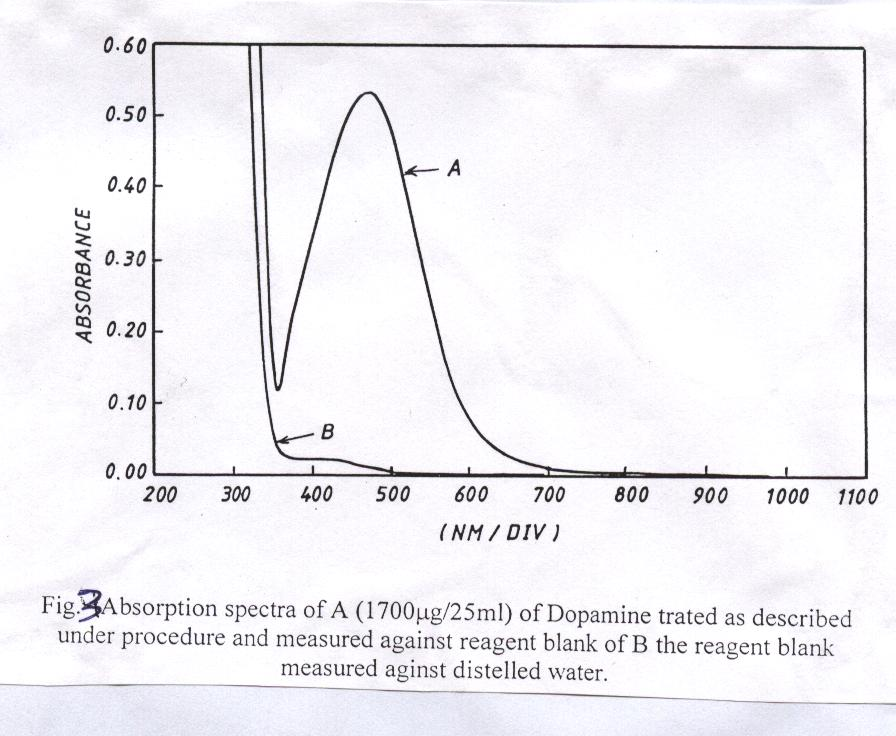 0.60
0.50
0.40
0.30
0.20
0.10
0.00
ABSORBANCE
A
B
200 300 400 500 600 700 800 900 1000 1100
(NM/DIV)
Fig.3 Absorption spectra of A (1700µg/25ml) of Dopamine trated as described
under procedure and measured against reagent blank of B the reagent blank
measured aginst distelled water.